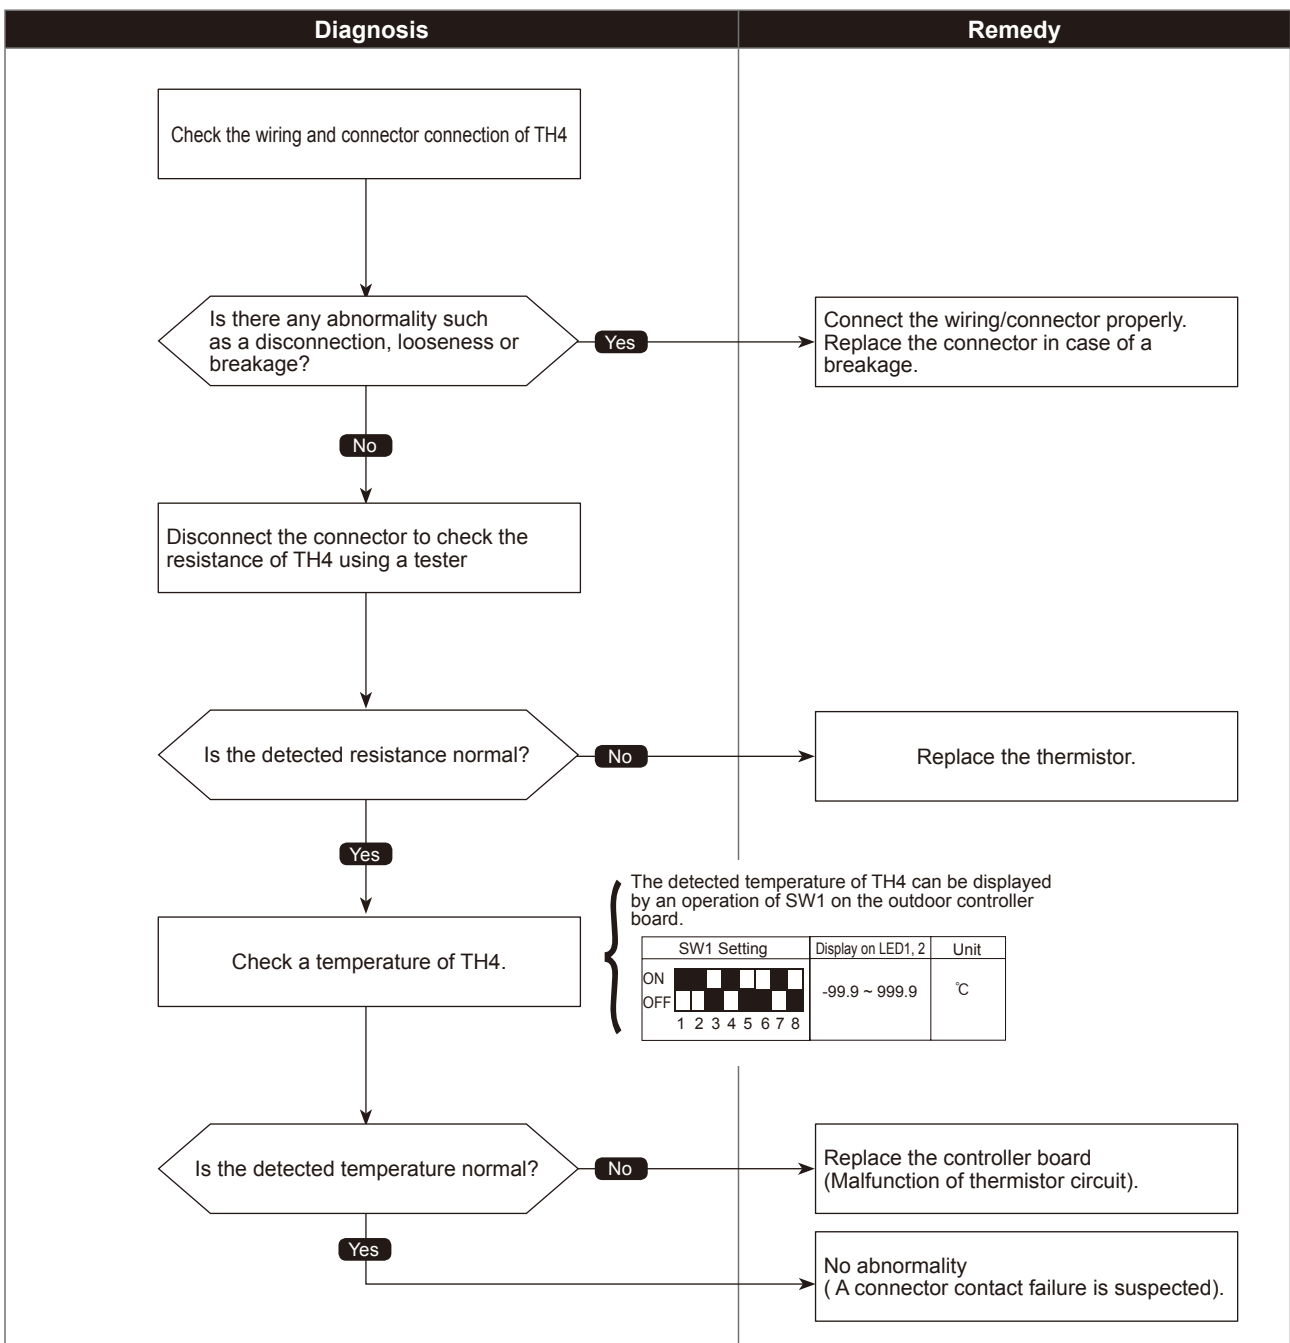 Diagnosis
Remedy
Check the wiring and connector connection of TH4
Is there any abnormality such
as a disconnection, looseness or
breakage?
Yes
Connect the wiring/connector properly.
Replace the connector in case of a
breakage.
No
Disconnect the connector to check the
resistance of TH4 using a tester
Is the detected resistance normal?
No
Replace the thermistor.
Yes
The detected temperature of TH4 can be displayed
by an operation of SW1 on the outdoor controller
board.
Check a temperature of TH4.
SW1 Setting
Display on LED1, 2
Unit
ON
OFF
1 2 3 4 5 6 7 8
-99.9 ~ 999.9
℃
Is the detected temperature normal?
No
Replace the controller board
(Malfunction of thermistor circuit).
Yes
No abnormality
( A connector contact failure is suspected).